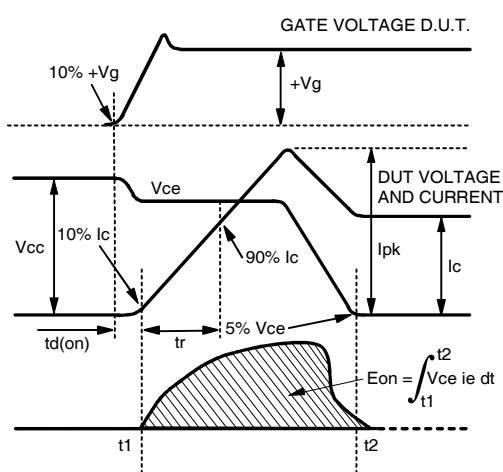 GATE VOLTAGE D.U.T.
10% +Vg
+Vg
DUT VOLTAGE
AND CURRENT
Vce
Vcc
10% Ic
90% Ic
Ipk
Ic
td(on)
tr
5% Vce
t2
Eon = ∫ Vce ie dt
t1
t1
t2